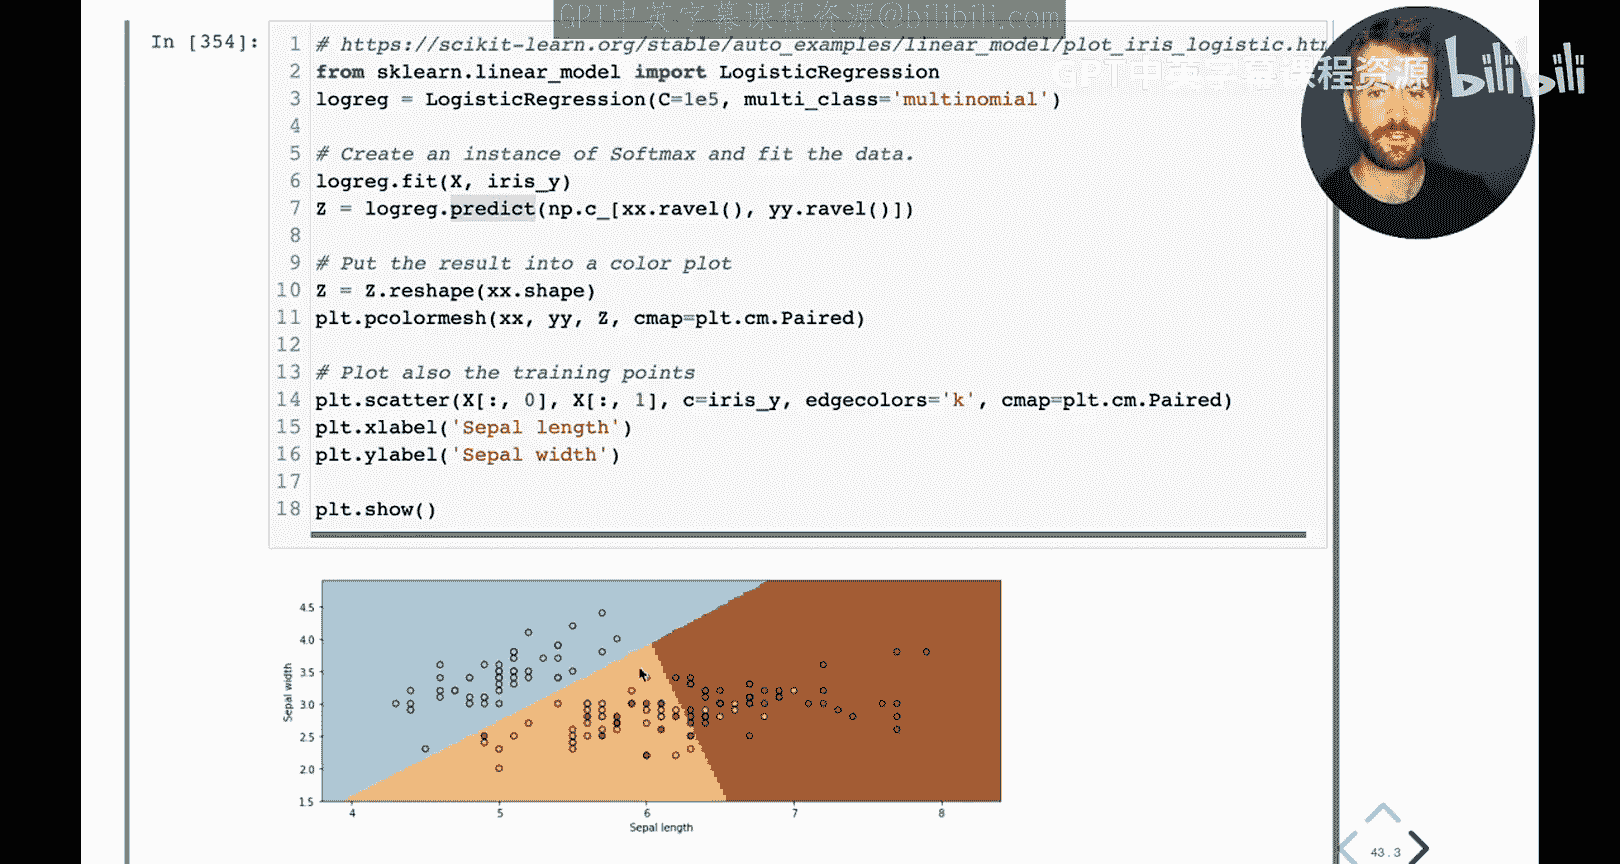 GPT中英字幕课程资源@bilibili.com
GPT中英字幕课程资源 bilibili
In [354]:
1 # https://scikit-learn.org/stable/auto_examples/linear_model/plot_iris_logistic.htm
2 from sklearn.linear_model import LogisticRegression
3 logreg = LogisticRegression(C=1e5, multi_class='multinomial')
4
5 # Create an instance of Softmax and fit the data.
6 logreg.fit(X, iris_y)
7 Z = logreg.predict(np.c_[xx.ravel(), yy.ravel()])
8
9 # Put the result into a color plot
10 Z = Z.reshape(xx.shape)
11 plt.pcolormesh(xx, yy, Z, cmap=plt.cm.Paired)
12
13 # Plot also the training points
14 plt.scatter(X[:, 0], X[:, 1], c=iris_y, edgecolors='k', cmap=plt.cm.Paired)
15 plt.xlabel('Sepal length')
16 plt.ylabel('Sepal width')
17
18 plt.show()
4.5
4.0
3.5
3.0
2.5
2.0
1.5
Sepal width
4 5 6 7 8
Sepal length
43.3